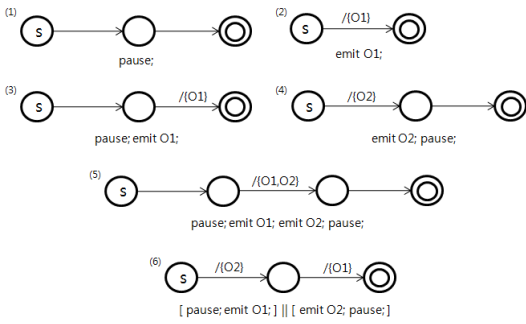 (1) s
pause;
(2) s /{O1}
emit O1;
(3) s /{O1}
pause; emit O1;
(4) s /{O2}
emit O2; pause;
(5) s /{O1,O2}
pause; emit O1; emit O2; pause;
(6) s /{O2} /{O1}
[ pause; emit O1; ] || [ emit O2; pause; ]